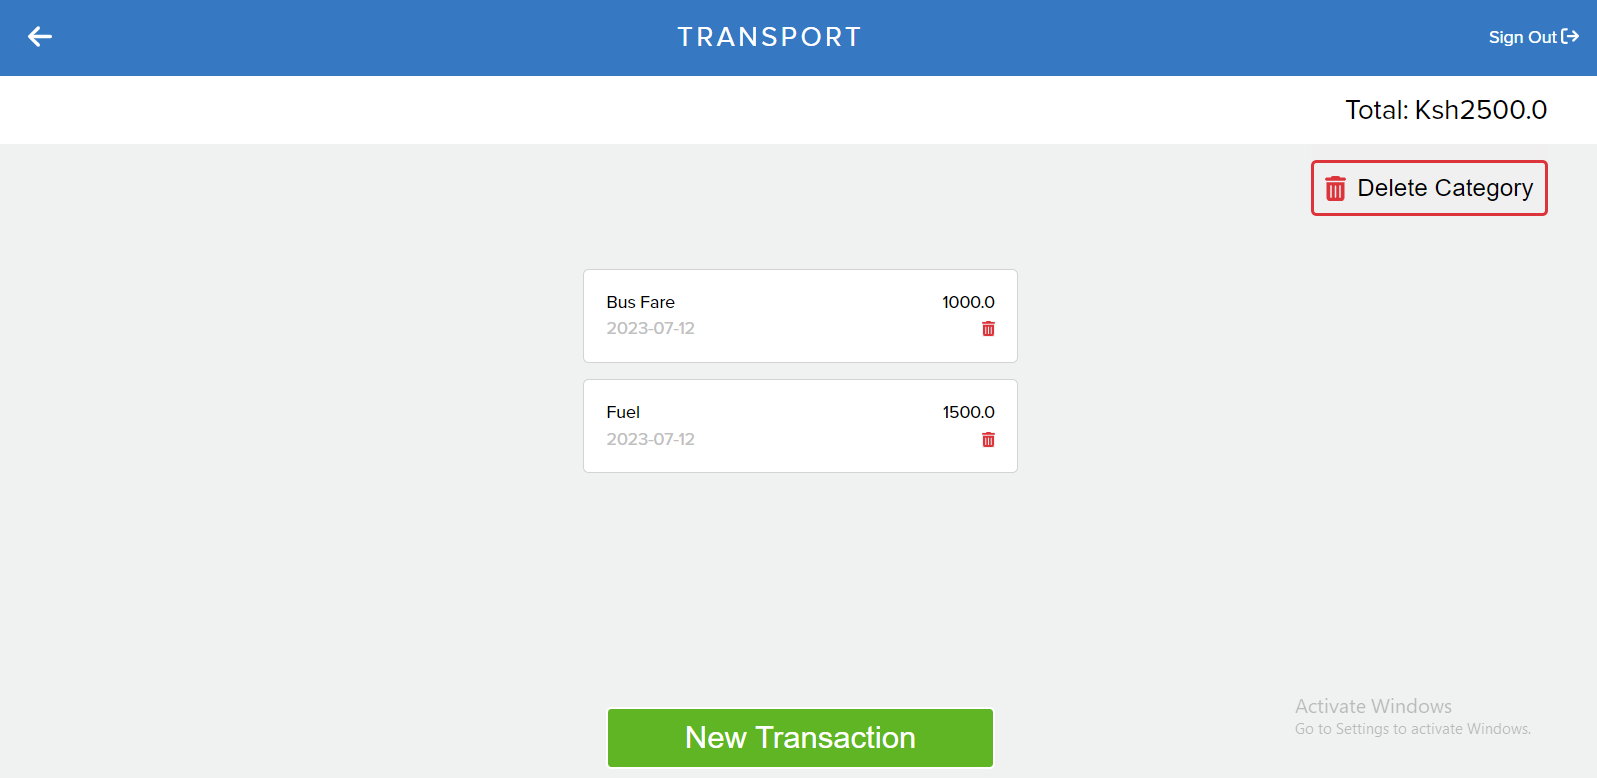 TRANSPORT
Sign Out
Total: Ksh2500.0
Delete Category
Bus Fare 1000.0
2023-07-12
Fuel 1500.0
2023-07-12
Activate Windows
Go to Settings to activate Windows.
New Transaction